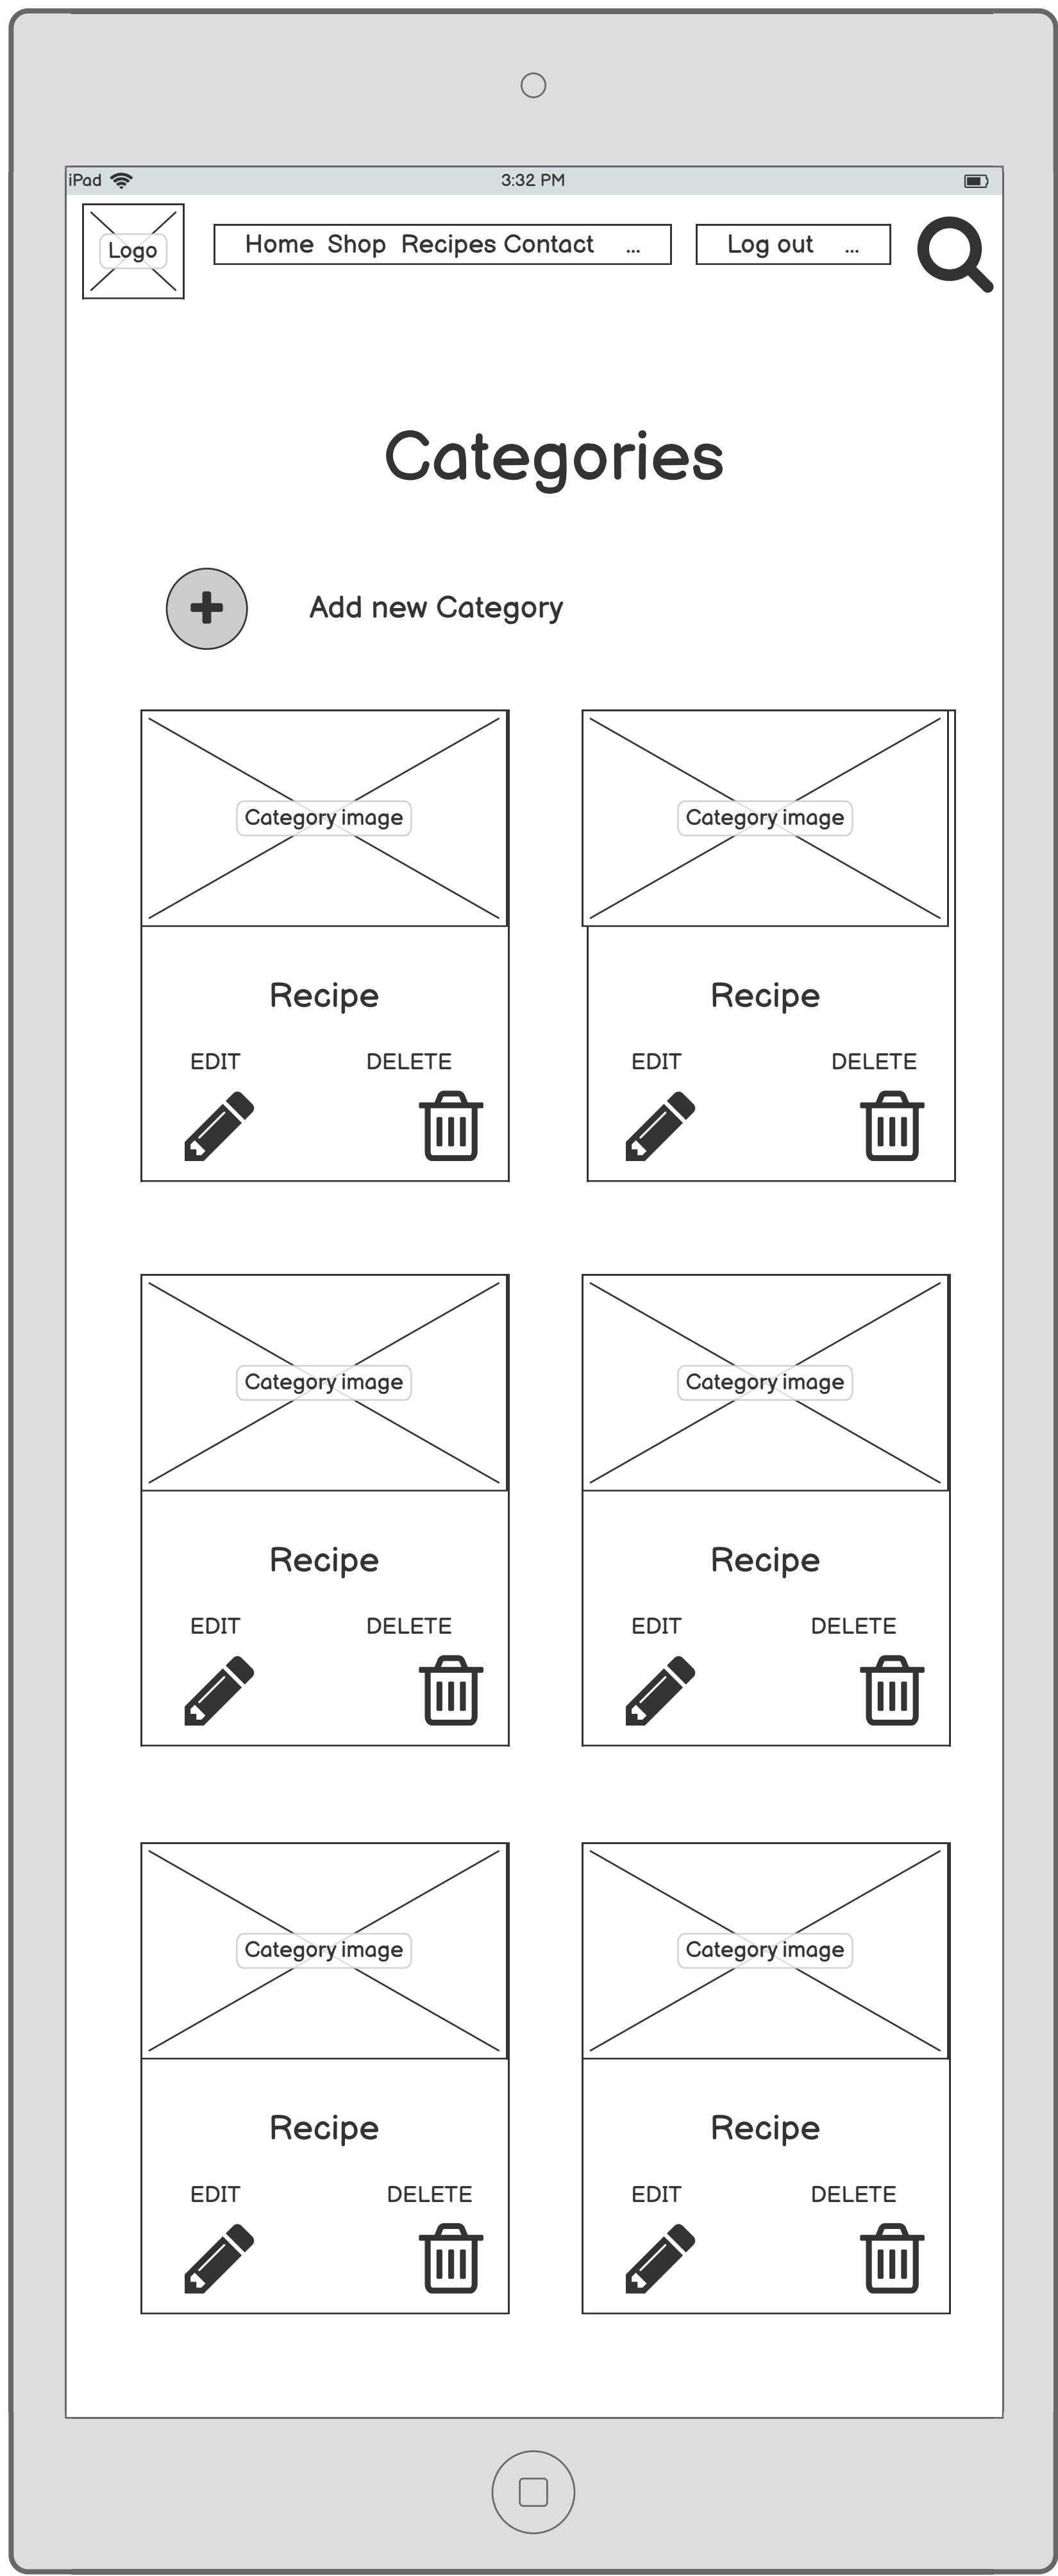 iPad 3:32 PM
Logo Home Shop Recipes Contact ... Log out ...
Categories
Add new Category
Category image Category image
Recipe Recipe
EDIT DELETE EDIT DELETE
Category image Category image
Recipe Recipe
EDIT DELETE EDIT DELETE
Category image Category image
Recipe Recipe
EDIT DELETE EDIT DELETE